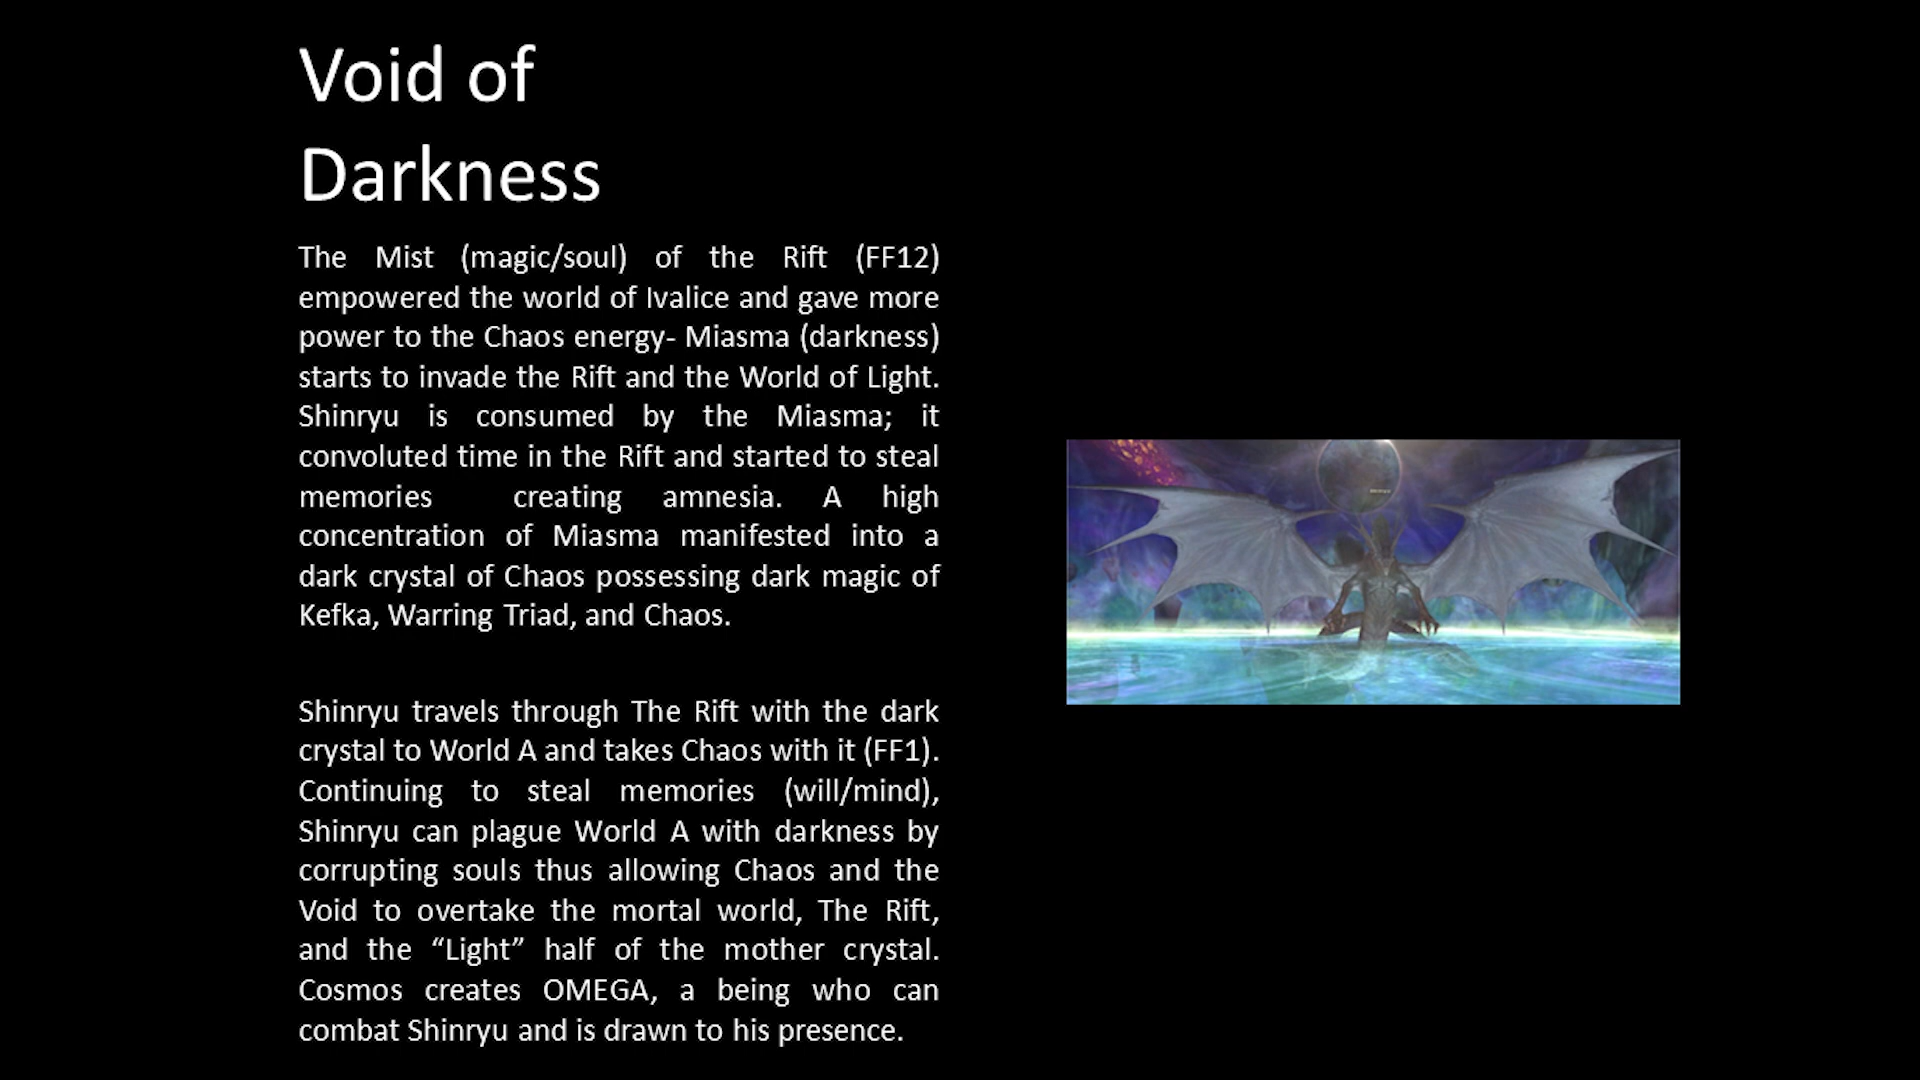 Void of
Darkness
The Mist (magic/soul) of the Rift (FF12)
empowered the world of Ivalice and gave more
power to the Chaos energy- Miasma (darkness)
starts to invade the Rift and the World of Light.
Shinryu is consumed by the Miasma; it
convoluted time in the Rift and started to steal
memories creating amnesia. A high
concentration of Miasma manifested into a
dark crystal of Chaos possessing dark magic of
Kefka, Warring Triad, and Chaos.
Shinryu travels through The Rift with the dark
crystal to World A and takes Chaos with it (FF1).
Continuing to steal memories (will/mind),
Shinryu can plague World A with darkness by
corrupting souls thus allowing Chaos and the
Void to overtake the mortal world, The Rift,
and the “Light” half of the mother crystal.
Cosmos creates OMEGA, a being who can
combat Shinryu and is drawn to his presence.